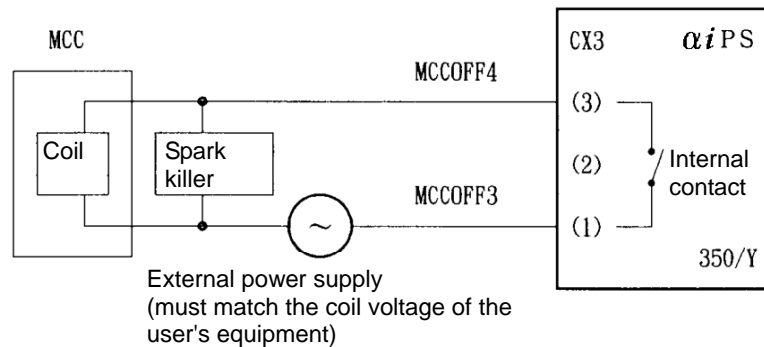 MCC
CX3
αiPS
MCCOFF4
(3)
Coil
Spark
killer
(2)
Internal
contact
MCCOFF3
(1)
~
350/Y
External power supply
(must match the coil voltage of the
user's equipment)